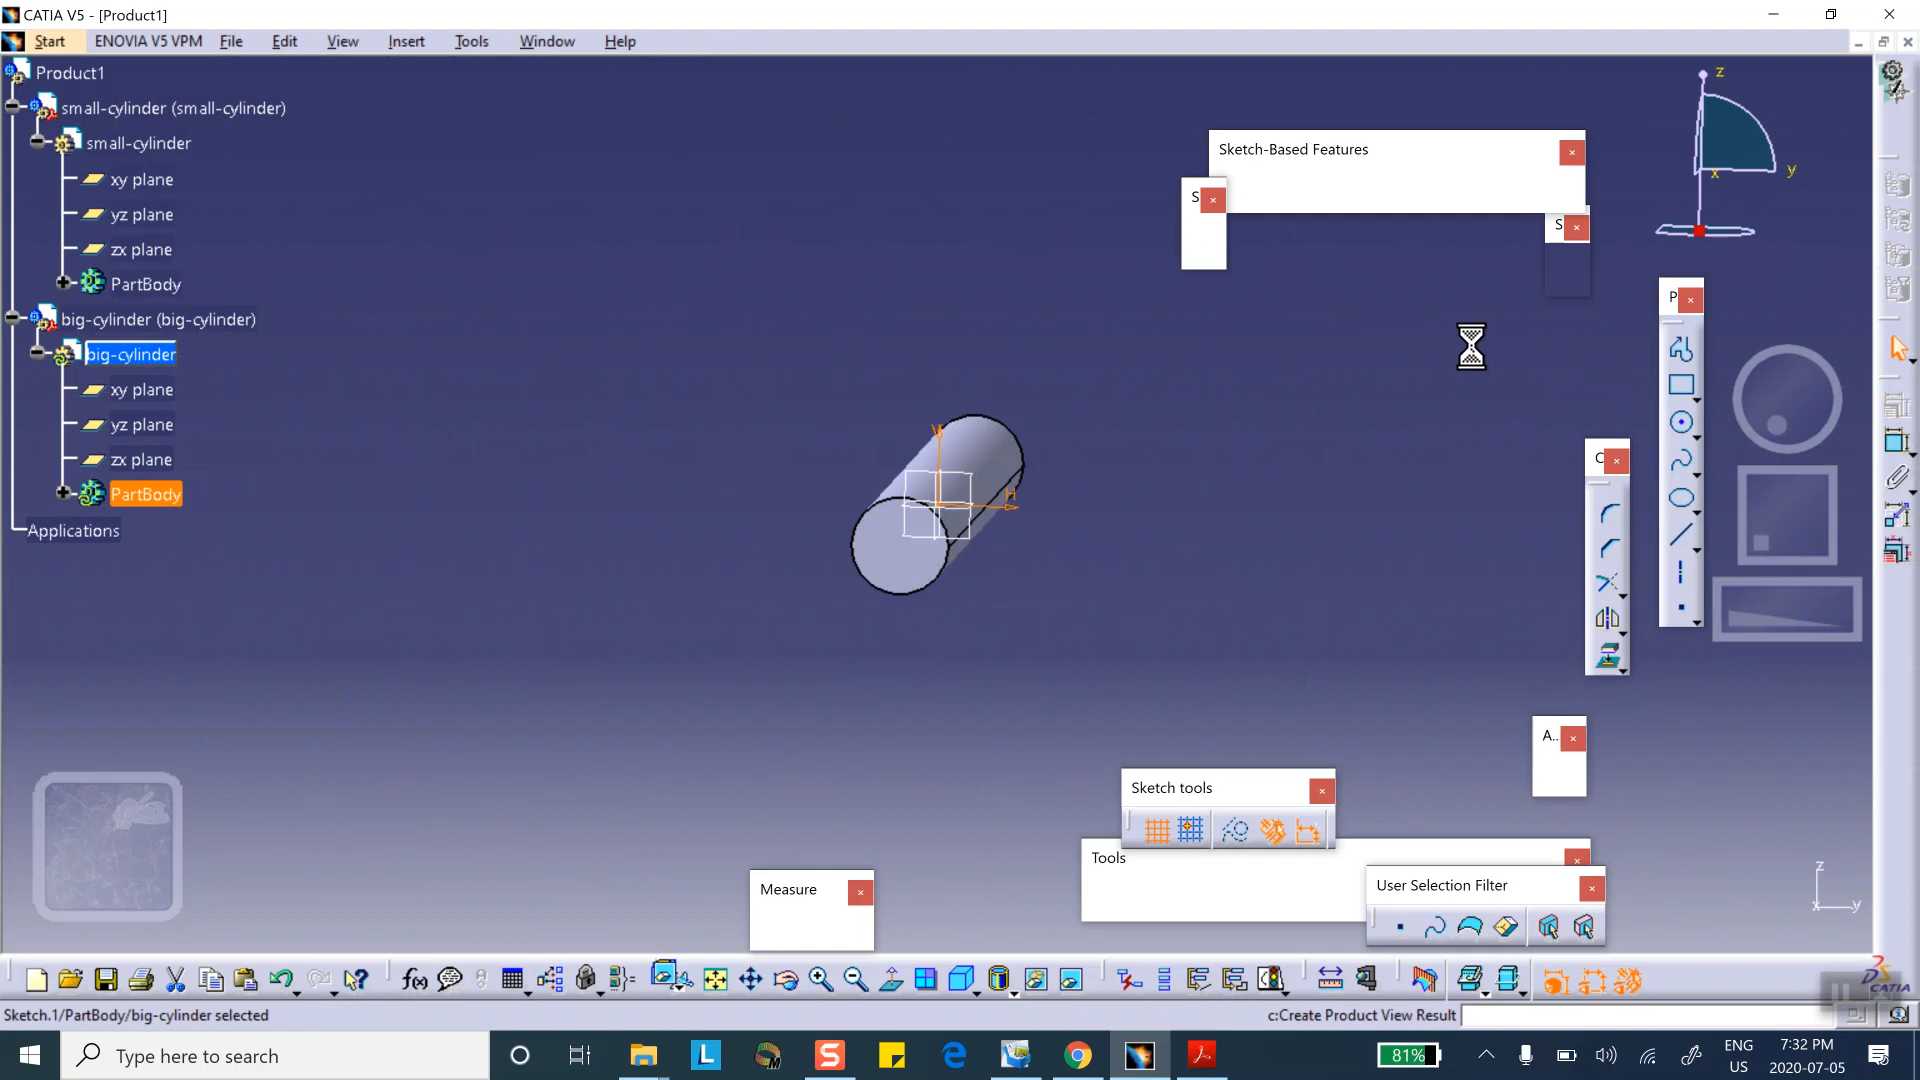 CATIA V5 - [Product1]
Start ENOVIA V5 VPM File Edit View Insert Tools Window Help
Product1
small-cylinder (small-cylinder)
small-cylinder
xy plane
yz plane
zx plane
PartBody
big-cylinder (big-cylinder)
big-cylinder
xy plane
yz plane
zx plane
PartBody
Applications
z
x
y
Sketch-Based Features
S
S
P
C
V
H
A..
Sketch tools
Tools
User Selection Filter
Measure
z
x
y
f(x)
CATIA
Sketch.1/PartBody/big-cylinder selected
c:Create Product View Result
Type here to search
81%
ENG
US
7:32 PM
2020-07-05